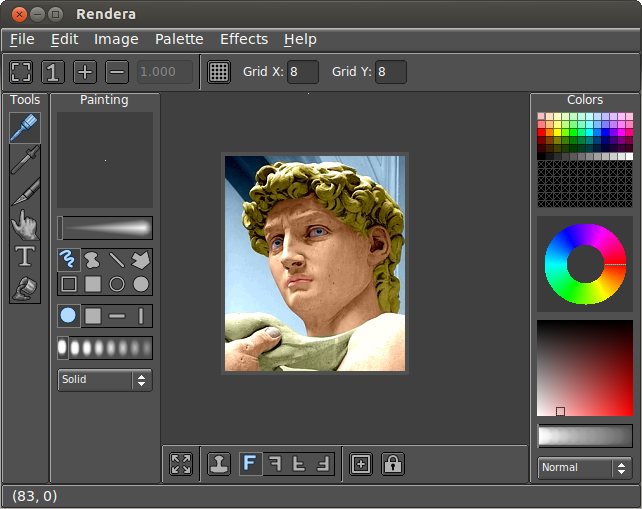 Rendera
File Edit Image Palette Effects Help
1 1.000 Grid X: 8 Grid Y: 8
Tools Painting Colors
T
Solid
F F F F
Normal
(83, 0)